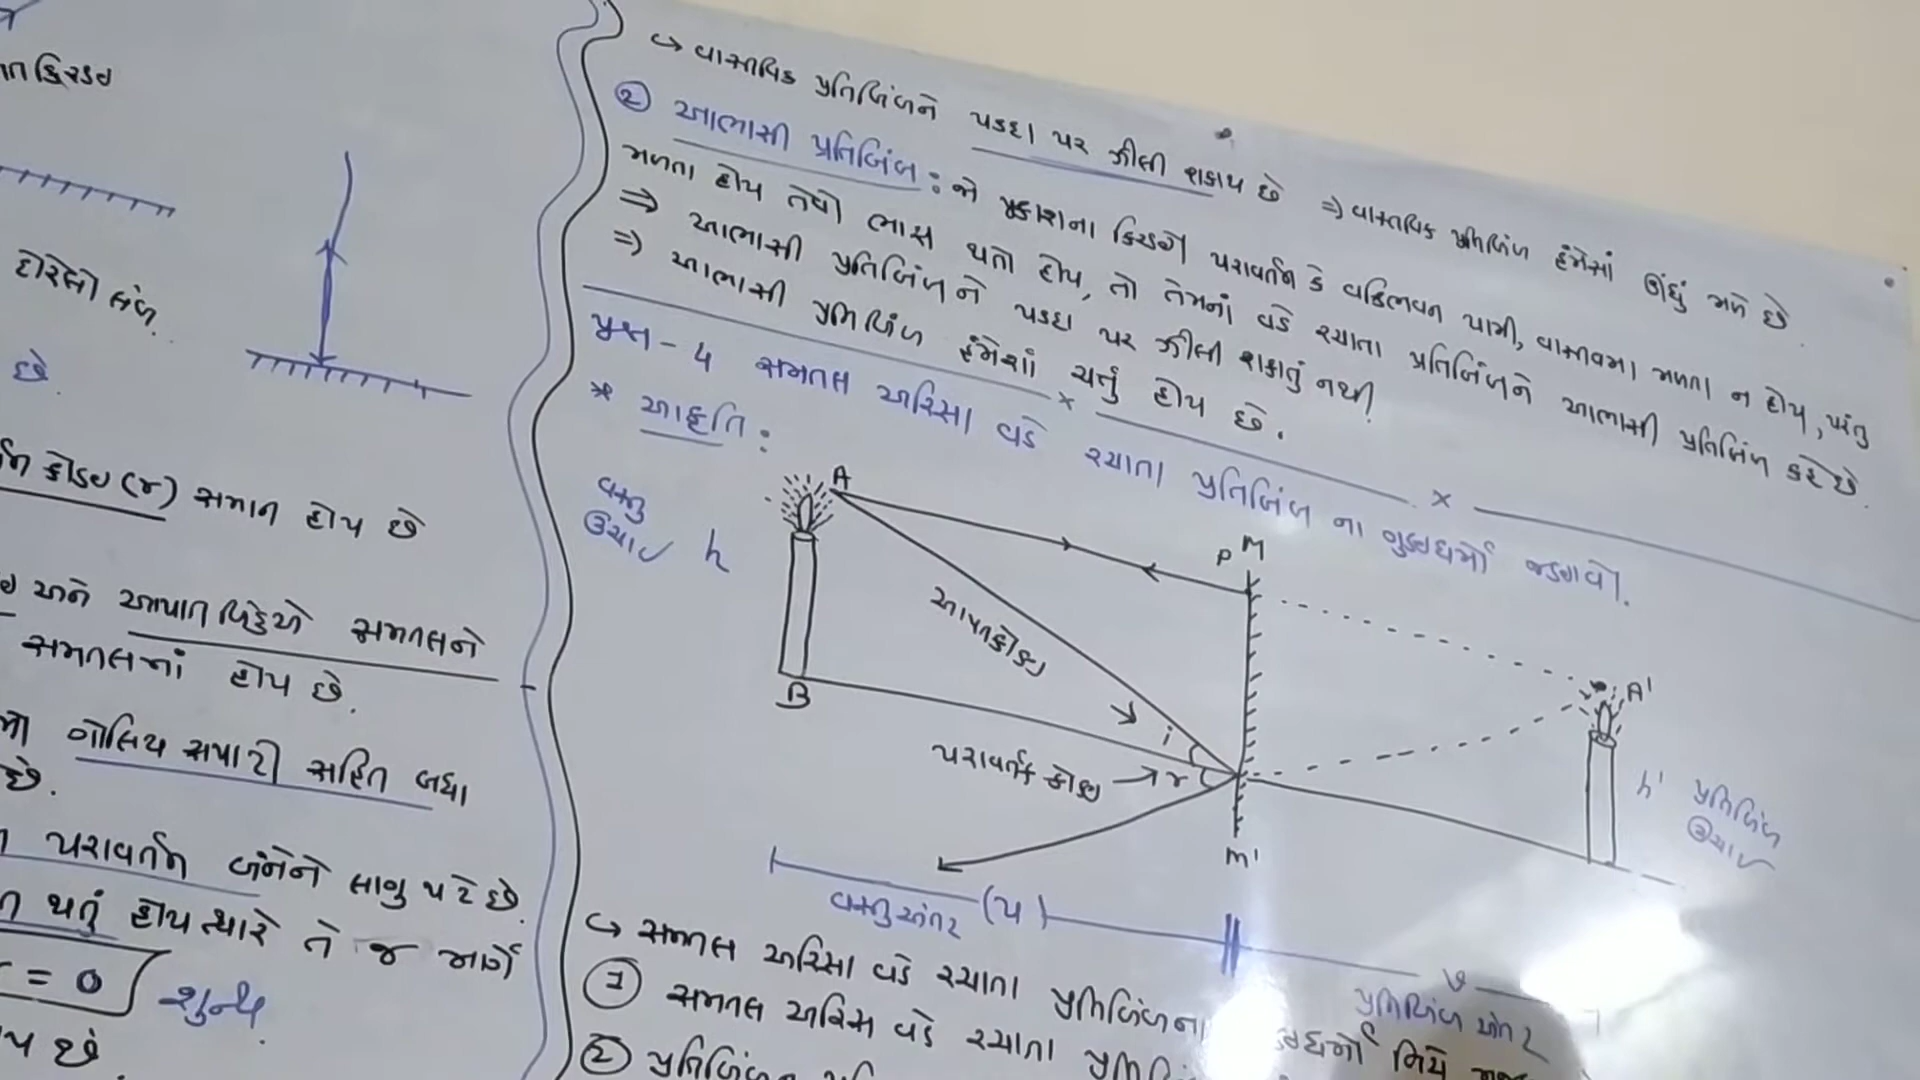 કિરણ
દોરેલો લંબ.
છે.
કોણ (r) સમાન હોય છે
અને આપાત બિંદુએ સમતલને
સમતલમાં હોય છે.
ગોલિય સપાટી સહિત બધા
છે.
પરાવર્તન બંનેને લાગુ પડે છે.
થતું હોય ત્યારે તે જ માર્ગે
= 0 શુન્ય
છે.
↪ વાસ્તવિક પ્રતિબિંબને પડદા પર ઝીલી શકાય છે ⇒ વાસ્તવિક પ્રતિબિંબ હંમેશાં ઊંધું મળે છે.
② આભાસી પ્રતિબિંબ : જો પ્રકાશના કિરણો પરાવર્તન કે વક્રિભવન પામી, વાસ્તવમાં મળતા ન હોય, પરંતુ
મળતા હોય તેવો ભાસ થતો હોય, તો તેમનાં વડે રચાતા પ્રતિબિંબને આભાસી પ્રતિબિંબ કહે છે.
⇒ આભાસી પ્રતિબિંબને પડદા પર ઝીલી શકાતું નથી.
⇒ આભાસી પ્રતિબિંબ હંમેશાં ચત્તું હોય છે.
પ્રશ્ન - 4 સમતલ અરિસા વડે રચાતા પ્રતિબિંબ ના ગુણધર્મો જણાવો.
* આકૃતિ :
વસ્તુ
ઊંચાઈ h
A
B
P M
આપાતકોણ
i
પરાવર્તન કોણ → r
M'
A'
h' પ્રતિબિંબ
ઊંચાઈ
વસ્તુઅંતર (u)
v
પ્રતિબિંબ અંતર
↪ સમતલ અરિસા વડે રચાતા પ્રતિબિંબના
① સમતલ અરિસા વડે રચાતા
② પ્રતિબિંબ